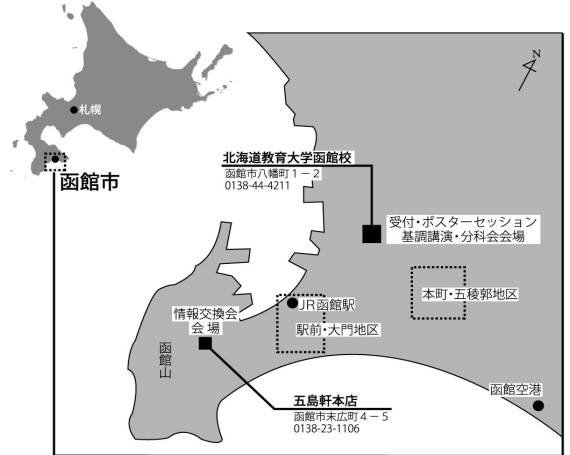 札幌
函館市
N
北海道教育大学函館校
函館市八幡町1－2
0138-44-4211
受付・ポスターセッション
基調講演・分科会会場
本町・五稜郭地区
JR函館駅
駅前・大門地区
情報交換会
会場
函館山
五島軒本店
函館市末広町4－5
0138-23-1106
函館空港